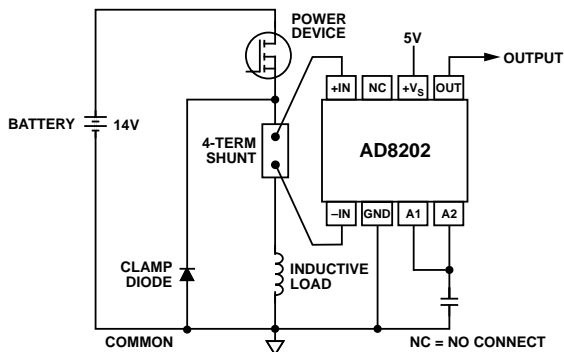 POWER
DEVICE
5V
OUTPUT
+IN NC +VS OUT
BATTERY 14V
4-TERM
SHUNT
AD8202
–IN GND A1 A2
CLAMP
DIODE
INDUCTIVE
LOAD
COMMON
NC = NO CONNECT